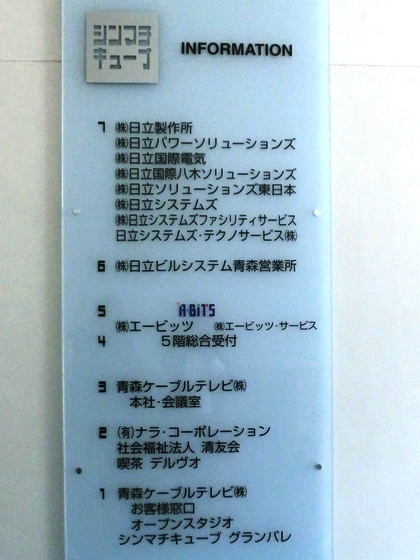 シンマチ
キューブ
INFORMATION
7 ㈱日立製作所
㈱日立パワーソリューションズ
㈱日立国際電気
㈱日立国際八木ソリューションズ
㈱日立ソリューションズ東日本
㈱日立システムズ
㈱日立システムズファシリティサービス
日立システムズ・テクノサービス㈱
6 ㈱日立ビルシステム青森営業所
5 A-BiTS
㈱エービッツ ㈱エービッツ・サービス
4 5階総合受付
3 青森ケーブルテレビ㈱
本社・会議室
2 (有)ナラ・コーポレーション
社会福祉法人 清友会
喫茶 デルヴオ
1 青森ケーブルテレビ㈱
お客様窓口
オープンスタジオ
シンマチキューブ グランパレ